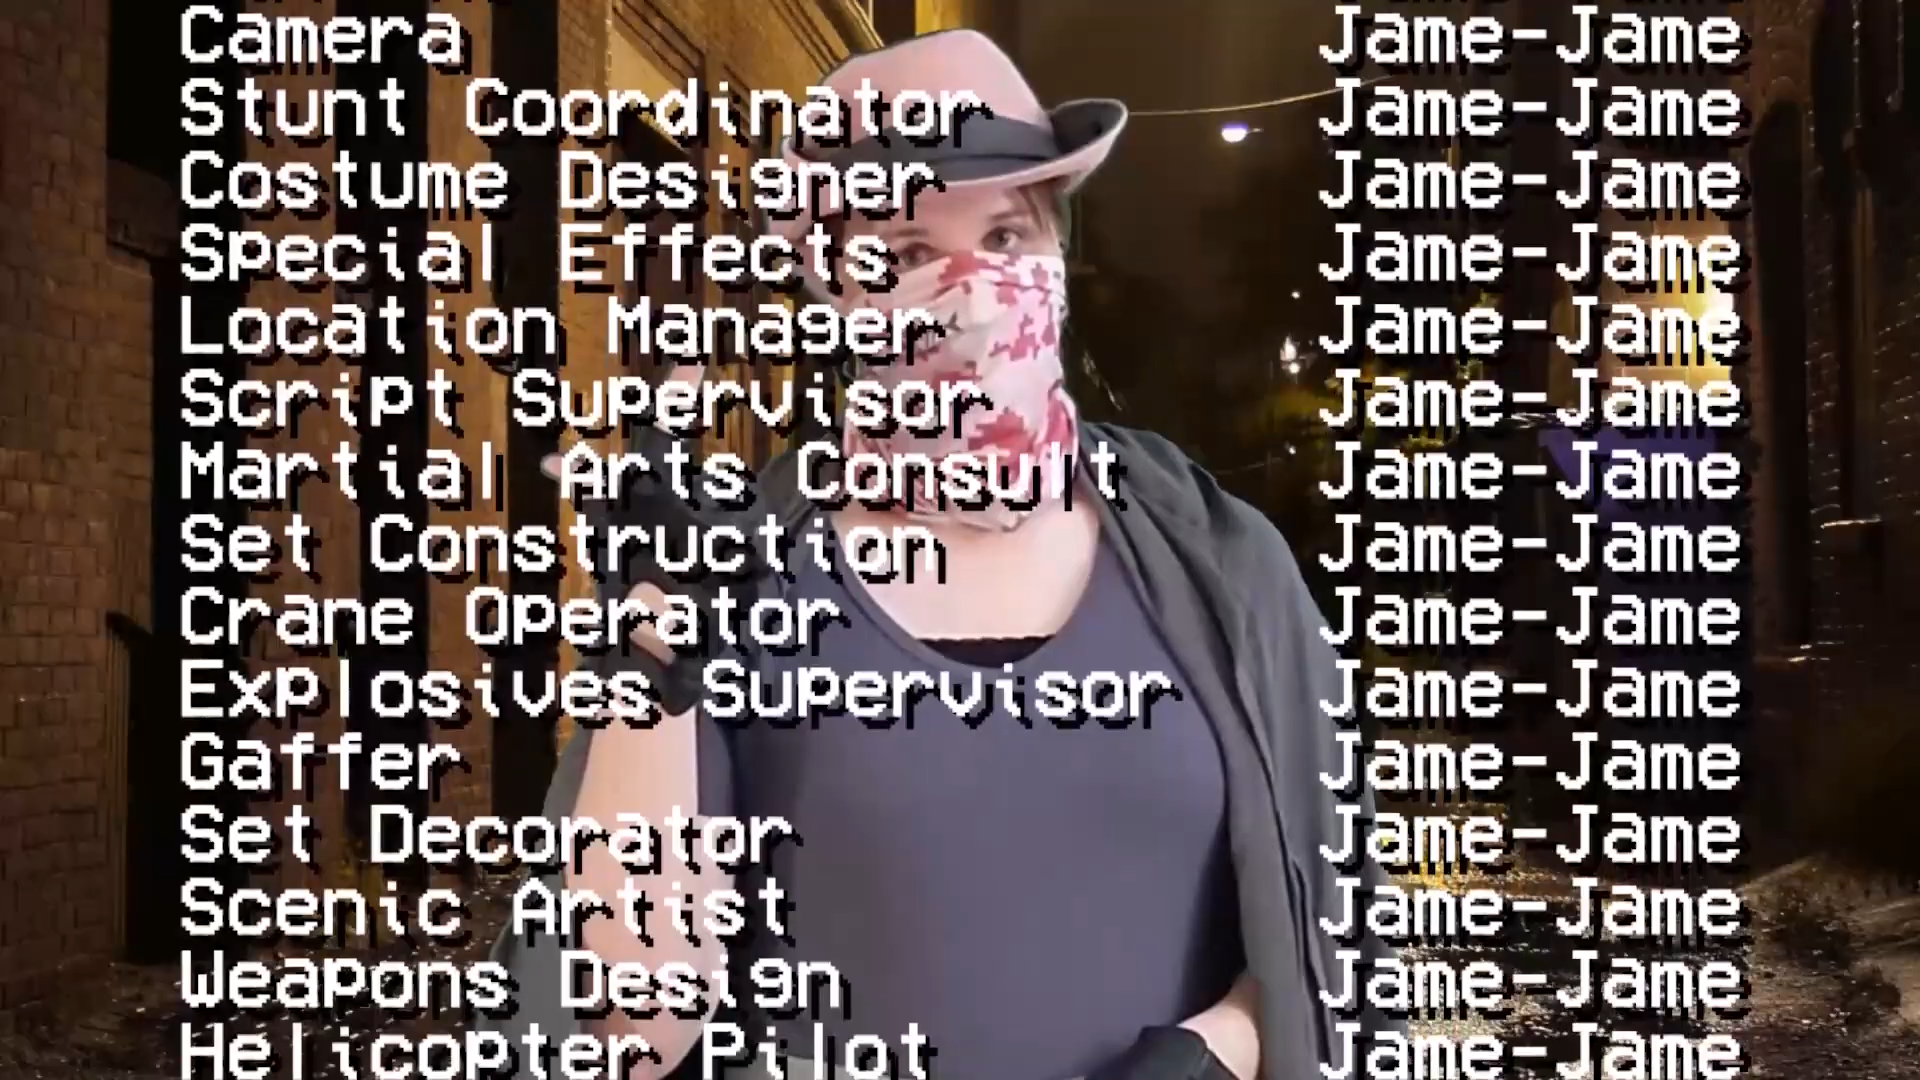 Camera Jame-Jame
Stunt Coordinator Jame-Jame
Costume Designer Jame-Jame
Special Effects Jame-Jame
Location Manager Jame-Jame
Script Supervisor Jame-Jame
Martial Arts Consult Jame-Jame
Set Construction Jame-Jame
Crane Operator Jame-Jame
Explosives Supervisor Jame-Jame
Gaffer Jame-Jame
Set Decorator Jame-Jame
Scenic Artist Jame-Jame
Weapons Design Jame-Jame
Helicopter Pilot Jame-Jame